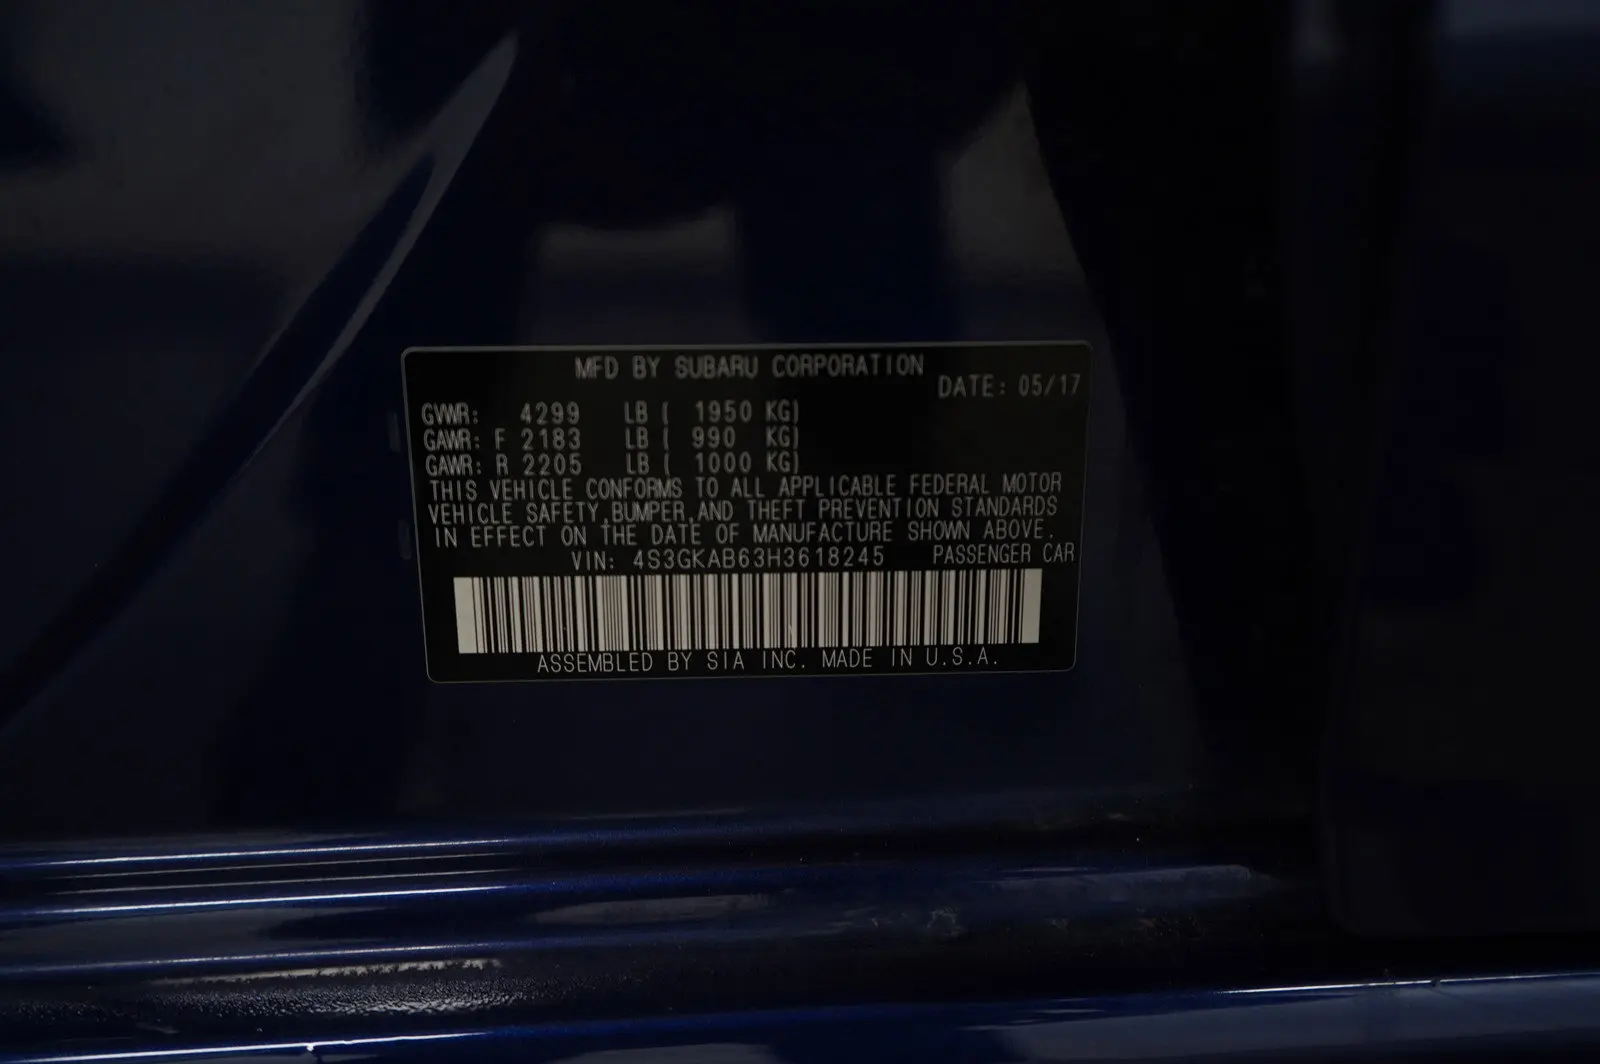 MFD BY SUBARU CORPORATION
DATE: 05/17
GVWR: 4299 LB ( 1950 KG)
GAWR: F 2183 LB ( 990 KG)
GAWR: R 2205 LB ( 1000 KG)
THIS VEHICLE CONFORMS TO ALL APPLICABLE FEDERAL MOTOR
VEHICLE SAFETY,BUMPER,AND THEFT PREVENTION STANDARDS
IN EFFECT ON THE DATE OF MANUFACTURE SHOWN ABOVE.
VIN: 4S3GKAB63H3618245 PASSENGER CAR
ASSEMBLED BY SIA INC. MADE IN U.S.A.